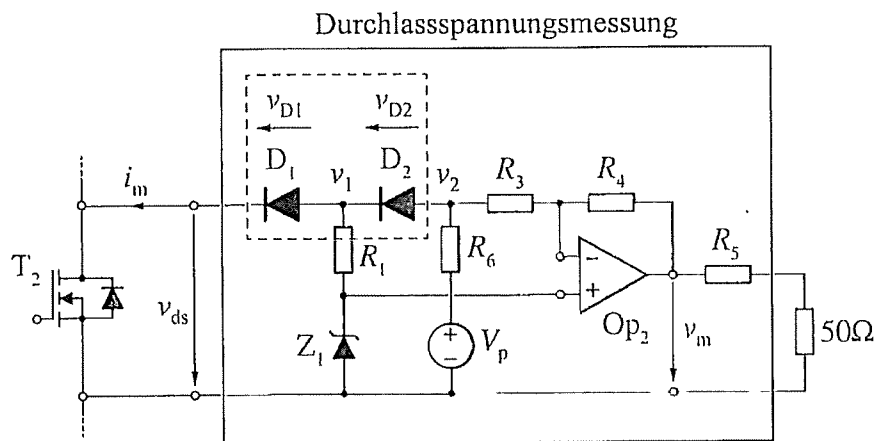 Durchlassspannungsmessung
v_D1
v_D2
D_1
v_1
D_2
v_2
R_3
R_4
i_m
R_1
R_6
R_5
T_2
v_ds
−
+
Op_2
v_m
50Ω
Z_1
+
−
V_p